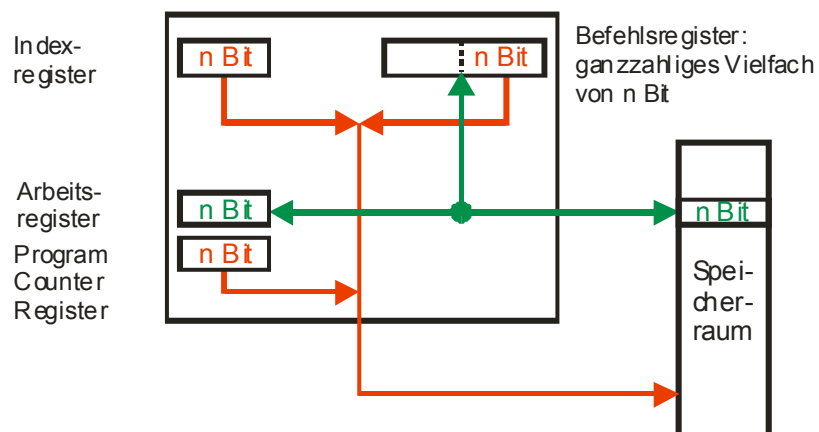 Index-
register
n Bit
n Bit
Befehlsregister:
ganzzahliges Vielfach
von n Bit
Arbeits-
register
n Bit
n Bit
Program
Counter
Register
n Bit
Spei-
cher-
raum